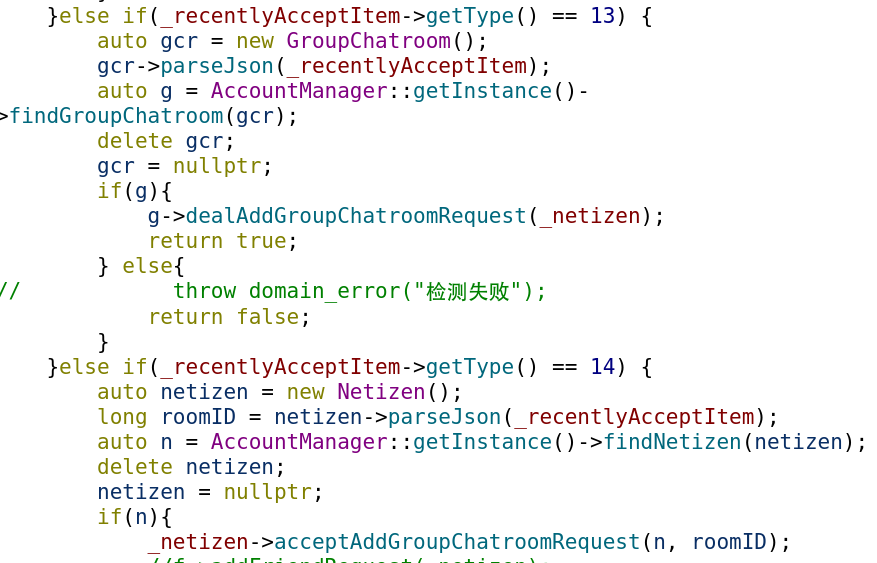 }else if(_recentlyAcceptItem->getType() == 13) {
auto gcr = new GroupChatroom();
gcr->parseJson(_recentlyAcceptItem);
auto g = AccountManager::getInstance()-
>findGroupChatroom(gcr);
delete gcr;
gcr = nullptr;
if(g){
g->dealAddGroupChatroomRequest(_netizen);
return true;
} else{
// throw domain_error("检测失败");
return false;
}
}else if(_recentlyAcceptItem->getType() == 14) {
auto netizen = new Netizen();
long roomID = netizen->parseJson(_recentlyAcceptItem);
auto n = AccountManager::getInstance()->findNetizen(netizen);
delete netizen;
netizen = nullptr;
if(n){
_netizen->acceptAddGroupChatroomRequest(n, roomID);